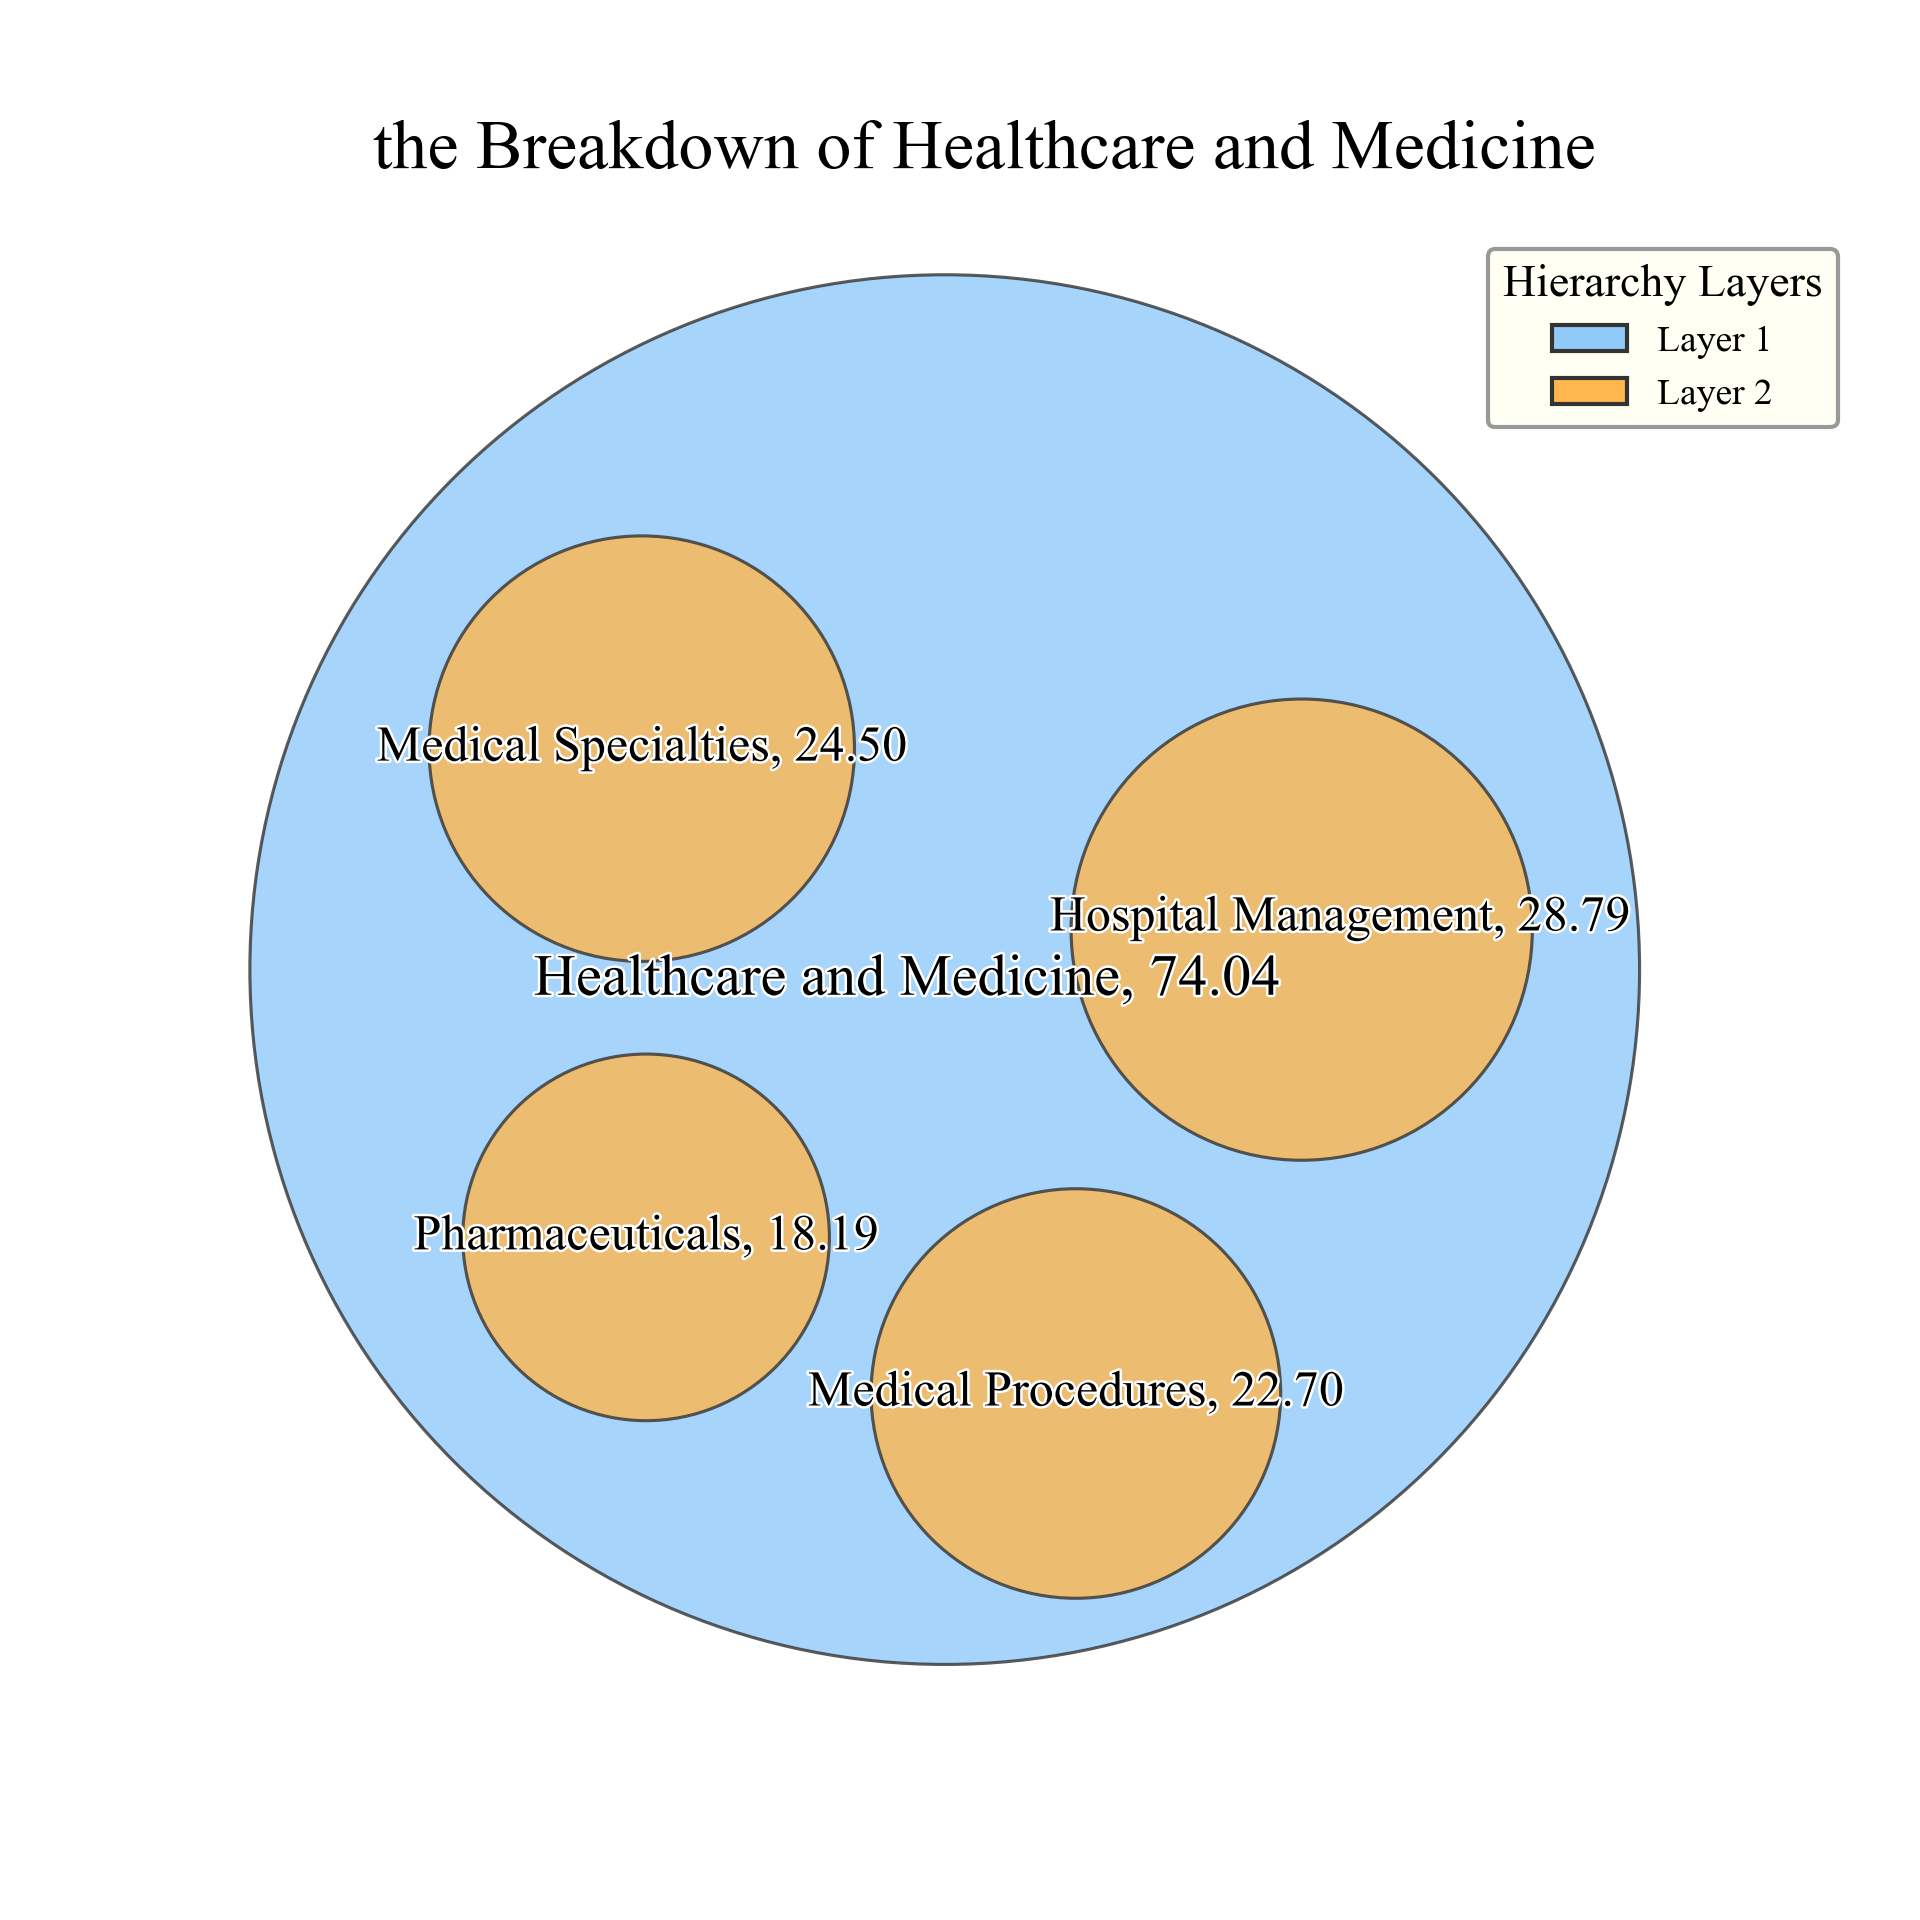 the Breakdown of Healthcare and Medicine
Hierarchy Layers
Layer 1
Layer 2
Medical Specialties, 24.50
Hospital Management, 28.79
Healthcare and Medicine, 74.04
Pharmaceuticals, 18.19
Medical Procedures, 22.70